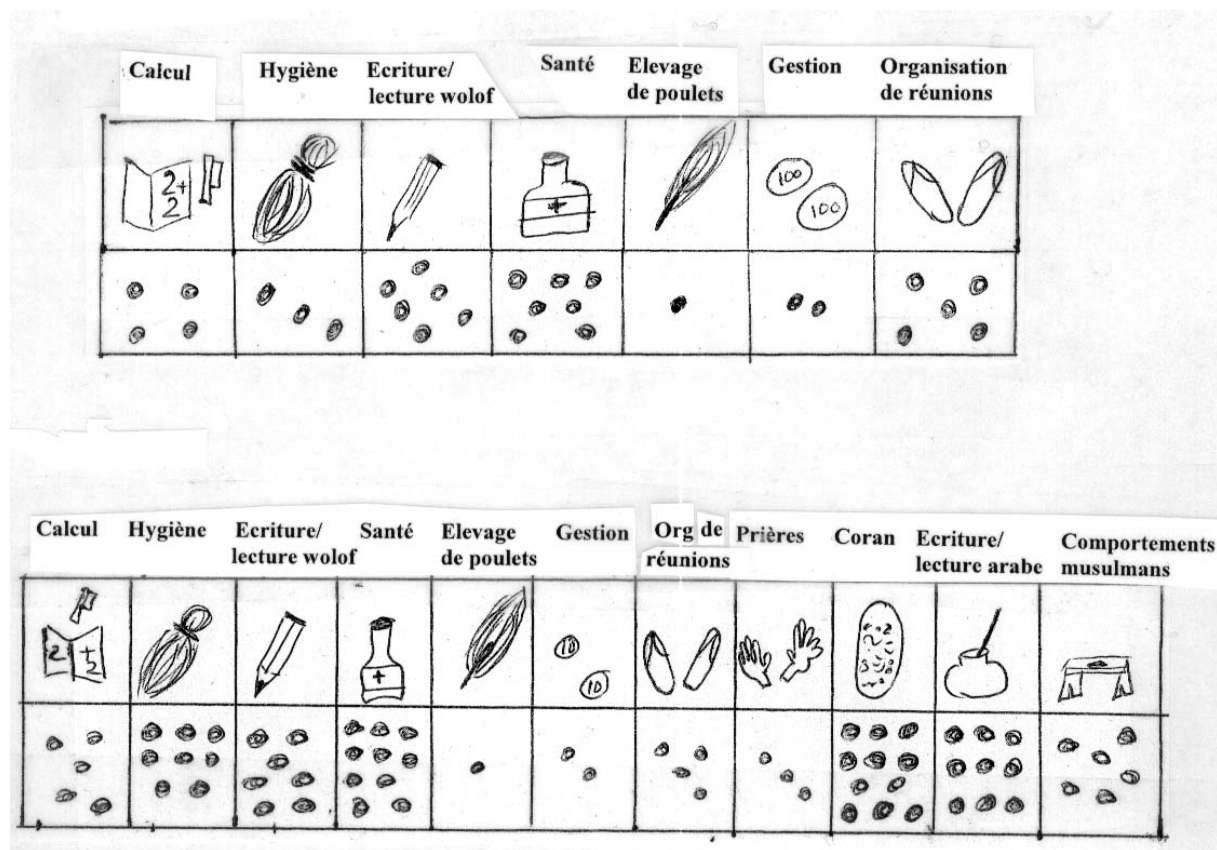 Calcul
Hygiène
Ecriture/
lecture wolof
Santé
Elevage
de poulets
Gestion
Organisation
de réunions
2+
2
+
100
100
Calcul
Hygiène
Ecriture/
lecture wolof
Santé
Elevage
de poulets
Gestion
Org de
réunions
Prières
Coran
Ecriture/
lecture arabe
Comportements
musulmans
2
+
2
+
10
10